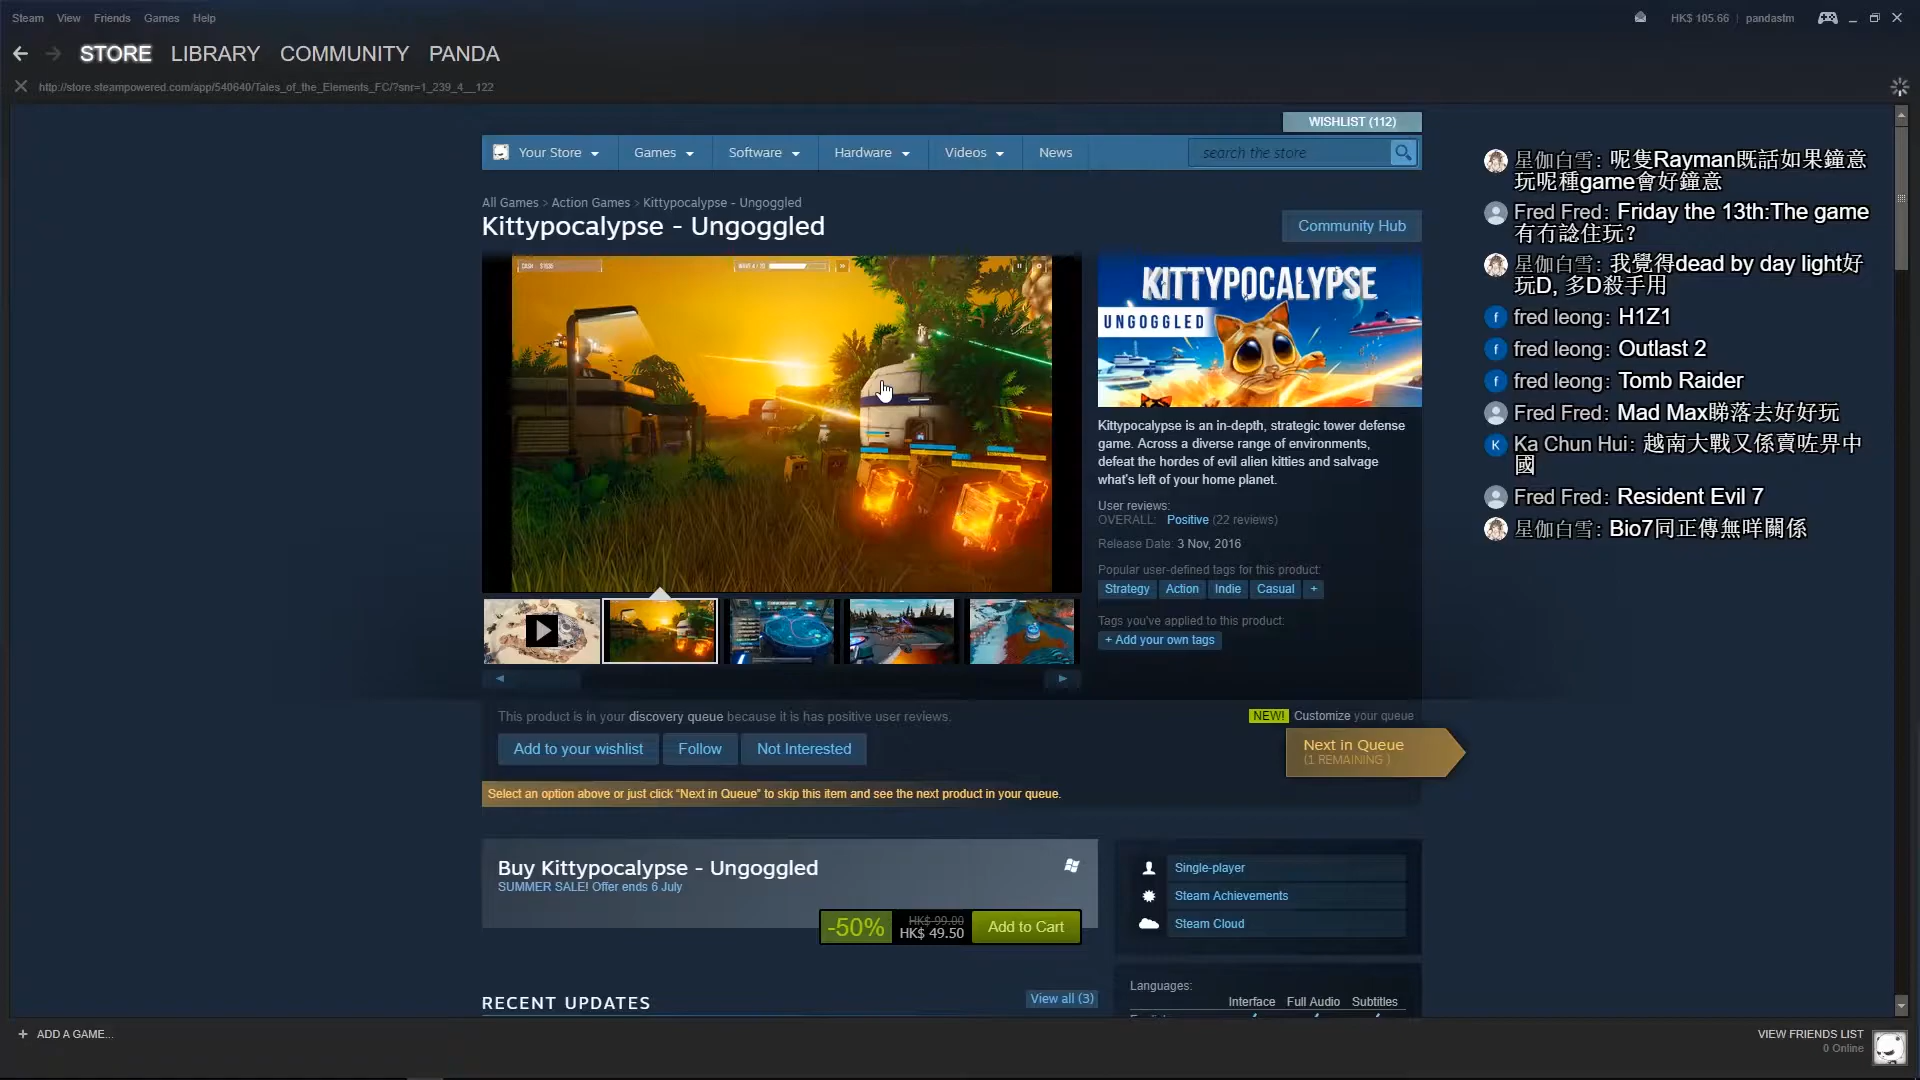 Steam View Friends Games Help
HK$ 105.66 | pandastm
STORE LIBRARY COMMUNITY PANDA
http://store.steampowered.com/app/540640/Tales_of_the_Elements_FC/?snr=1_239_4__122
WISHLIST (112)
Your Store Games Software Hardware Videos News
search the store
All Games > Action Games > Kittypocalypse - Ungoggled
Kittypocalypse - Ungoggled
Community Hub
KITTYPOCALYPSE
UNGOGGLED
Kittypocalypse is an in-depth, strategic tower defense
game. Across a diverse range of environments,
defeat the hordes of evil alien kitties and salvage
what's left of your home planet.
User reviews:
OVERALL: Positive (22 reviews)
Release Date: 3 Nov, 2016
Popular user-defined tags for this product:
Strategy Action Indie Casual +
Tags you've applied to this product:
+ Add your own tags
This product is in your discovery queue because it is has positive user reviews.
NEW! Customize your queue
Add to your wishlist Follow Not Interested
Next in Queue
(1 REMAINING )
Select an option above or just click “Next in Queue” to skip this item and see the next product in your queue.
Buy Kittypocalypse - Ungoggled
SUMMER SALE! Offer ends 6 July
-50% HK$ 99.00
HK$ 49.50
Add to Cart
Single-player
Steam Achievements
Steam Cloud
Languages:
Interface Full Audio Subtitles
RECENT UPDATES
View all (3)
星伽白雪: 呢隻Rayman既話如果鐘意
玩呢種game會好鐘意
Fred Fred: Friday the 13th:The game
有冇諗住玩?
星伽白雪: 我覺得dead by day light好
玩D, 多D殺手用
fred leong: H1Z1
fred leong: Outlast 2
fred leong: Tomb Raider
Fred Fred: Mad Max睇落去好好玩
Ka Chun Hui: 越南大戰又係賣咗畀中
國
Fred Fred: Resident Evil 7
星伽白雪: Bio7同正傳無咩關係
+ ADD A GAME...
VIEW FRIENDS LIST
0 Online